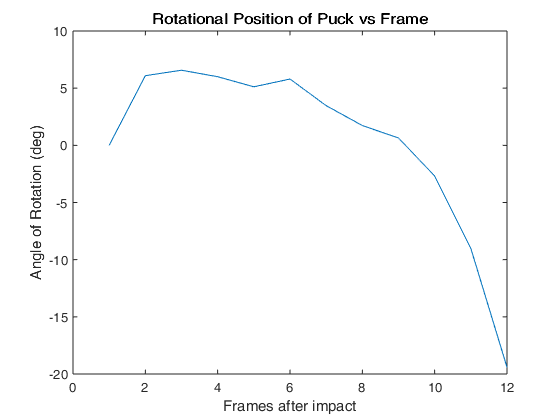 Rotational Position of Puck vs Frame
10
5
0
-5
-10
-15
-20
Angle of Rotation (deg)
0 2 4 6 8 10 12
Frames after impact